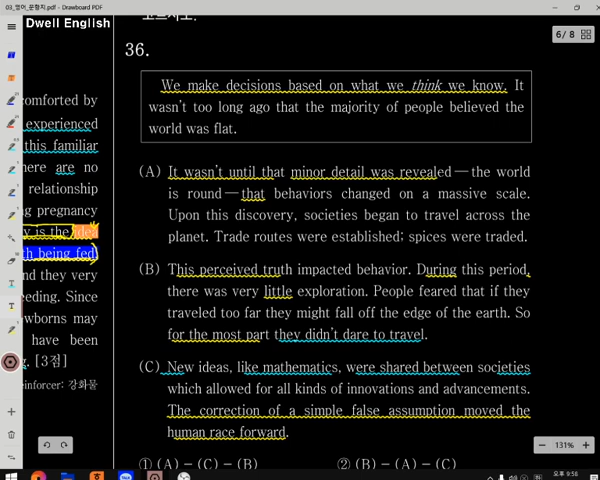 03_영어_문항지.pdf - Drawboard PDF
Dwell English
고르시오.
6 / 8
36.
We make decisions based on what we think we know. It
wasn't too long ago that the majority of people believed the
world was flat.
(A) It wasn't until that minor detail was revealed—the world
is round—that behaviors changed on a massive scale.
Upon this discovery, societies began to travel across the
planet. Trade routes were established; spices were traded.
(B) This perceived truth impacted behavior. During this period,
there was very little exploration. People feared that if they
traveled too far they might fall off the edge of the earth. So
for the most part they didn't dare to travel.
(C) New ideas, like mathematics, were shared between societies
which allowed for all kinds of innovations and advancements.
The correction of a simple false assumption moved the
human race forward.
① (A) - (C) - (B) ② (B) - (A) - (C)
comforted by
experienced
this familiar
here are no
relationship
g pregnancy
y is the idea
th being fed)
nd they very
eeding. Since
wborns may
have been
g. [3점]
einforcer: 강화물
131%
오후 9:58